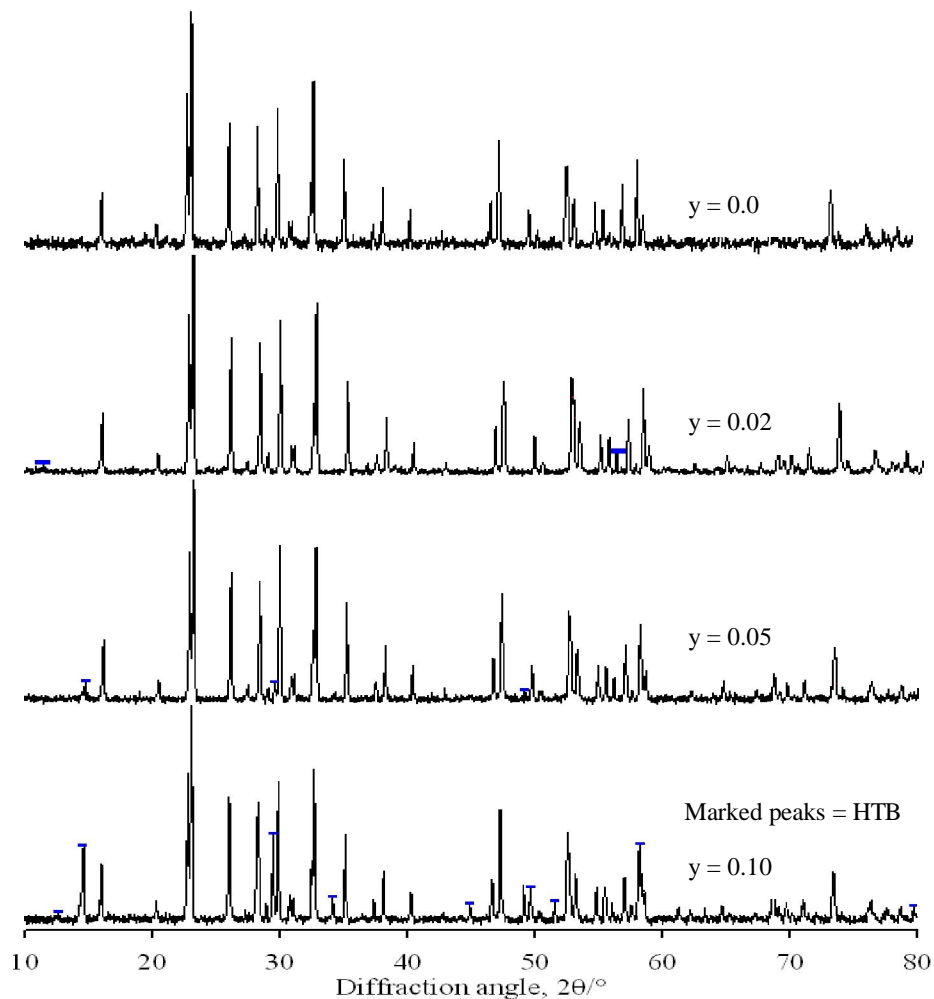 y = 0.0
y = 0.02
y = 0.05
Marked peaks = HTB
y = 0.10
10 20 30 40 50 60 70 80
Diffraction angle, 2θ/°